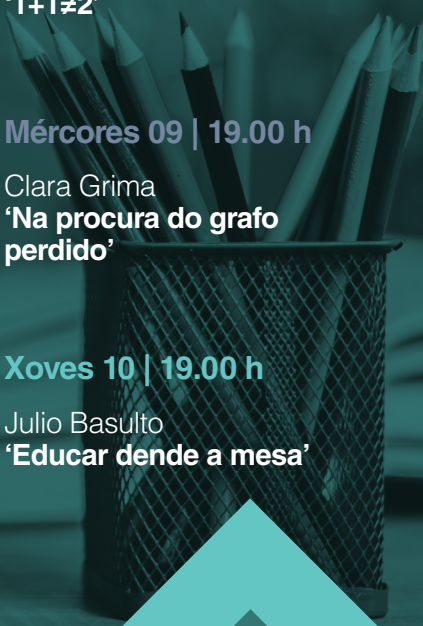 ‘1+1≠2’
Mércores 09 | 19.00 h
Clara Grima
‘Na procura do grafo
perdido’
Xoves 10 | 19.00 h
Julio Basulto
‘Educar dende a mesa’